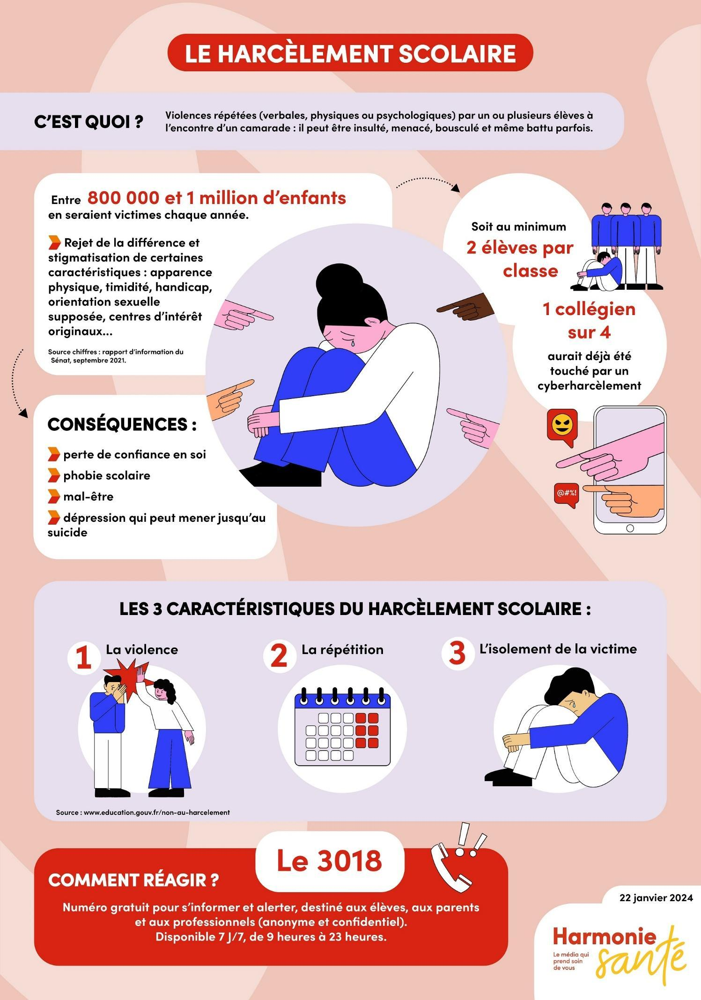 LE HARCÈLEMENT SCOLAIRE
C'EST QUOI ?
Violences répétées (verbales, physiques ou psychologiques) par un ou plusieurs élèves à
l'encontre d'un camarade : il peut être insulté, menacé, bousculé et même battu parfois.
Entre 800 000 et 1 million d'enfants
en seraient victimes chaque année.
Rejet de la différence et
stigmatisation de certaines
caractéristiques : apparence
physique, timidité, handicap,
orientation sexuelle
supposée, centres d'intérêt
originaux...
Source chiffres : rapport d'information du
Sénat, septembre 2021.
Soit au minimum
2 élèves par
classe
1 collégien
sur 4
aurait déjà été
touché par un
cyberharcèlement
@#%!
CONSÉQUENCES :
perte de confiance en soi
phobie scolaire
mal-être
dépression qui peut mener jusqu'au
suicide
LES 3 CARACTÉRISTIQUES DU HARCÈLEMENT SCOLAIRE :
1 La violence
2 La répétition
3 L'isolement de la victime
Source : www.education.gouv.fr/non-au-harcelement
Le 3018
COMMENT RÉAGIR ?
Numéro gratuit pour s'informer et alerter, destiné aux élèves, aux parents
et aux professionnels (anonyme et confidentiel).
Disponible 7 J/7, de 9 heures à 23 heures.
22 janvier 2024
Harmonie
santé
Le média qui
prend soin
de vous